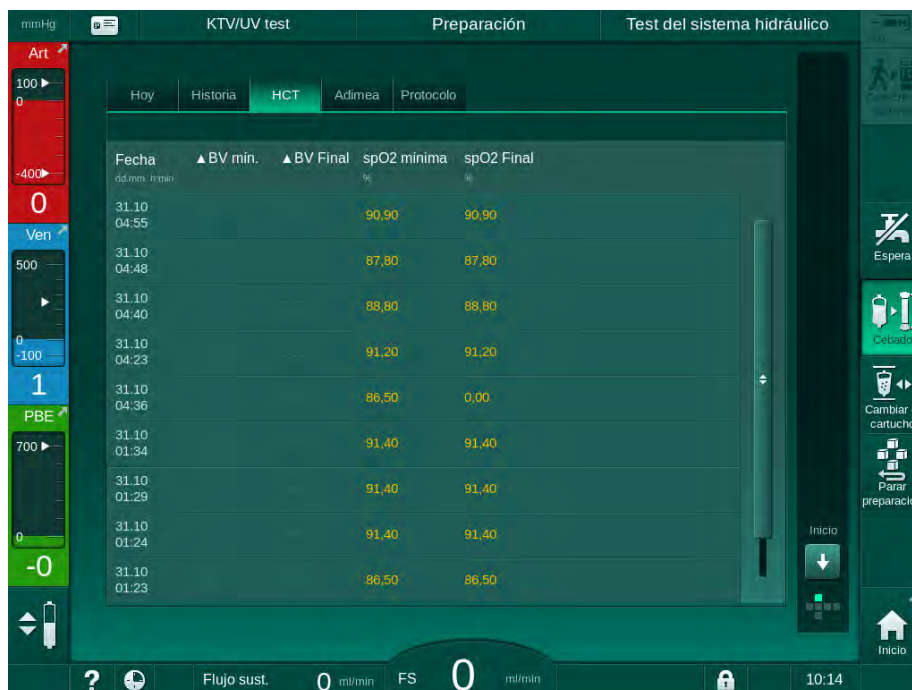 mmHg
KTV/UV test
Preparación
Test del sistema hidráulico
Art
100
0
-400
0
Ven
500
0
-100
1
PBE
700
0
-0
Hoy
Historia
HCT
Adimea
Protocolo
Fecha
dd.mm. h:min
▲BV mín.
▲BV Final
spO2 mínima
%
spO2 Final
%
31.10
04:55
90,90
90,90
31.10
04:48
87,80
87,80
31.10
04:40
88,80
88,80
31.10
04:23
91,20
91,20
31.10
04:36
86,50
0,00
31.10
01:34
91,40
91,40
31.10
01:29
91,40
91,40
31.10
01:24
91,40
91,40
31.10
01:23
86,50
86,50
Inicio
Espera
Cebado
Cambiar
cartucho
Parar
preparació
Inicio
?
Flujo sust.
0 ml/min
FS
0
ml/min
10:14